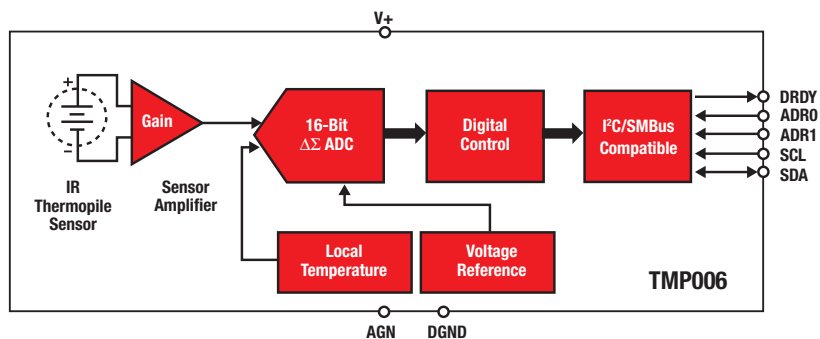 V+
+
−
Gain
16-Bit
ΔΣ ADC
Digital
Control
I²C/SMBus
Compatible
DRDY
ADR0
ADR1
SCL
SDA
IR
Thermopile
Sensor
Sensor
Amplifier
Local
Temperature
Voltage
Reference
TMP006
AGN
DGND